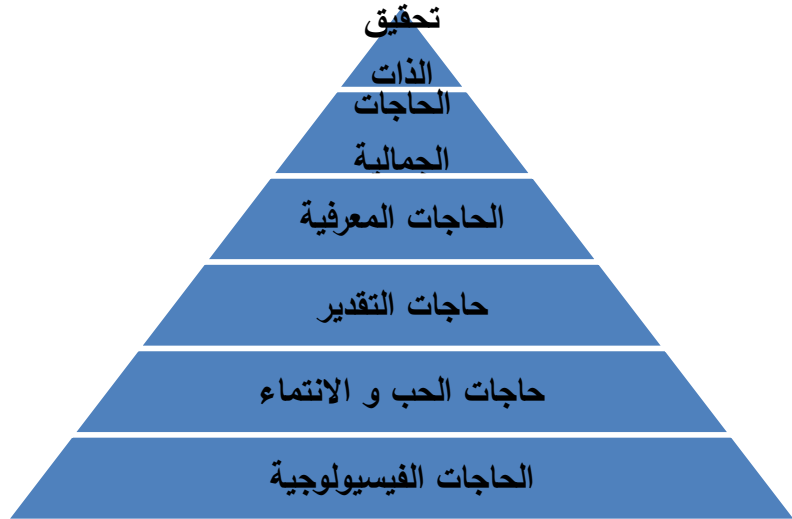 تحقيق
الذات
الحاجات
الجمالية
الحاجات المعرفية
حاجات التقدير
حاجات الحب و الانتماء
الحاجات الفيسيولوجية